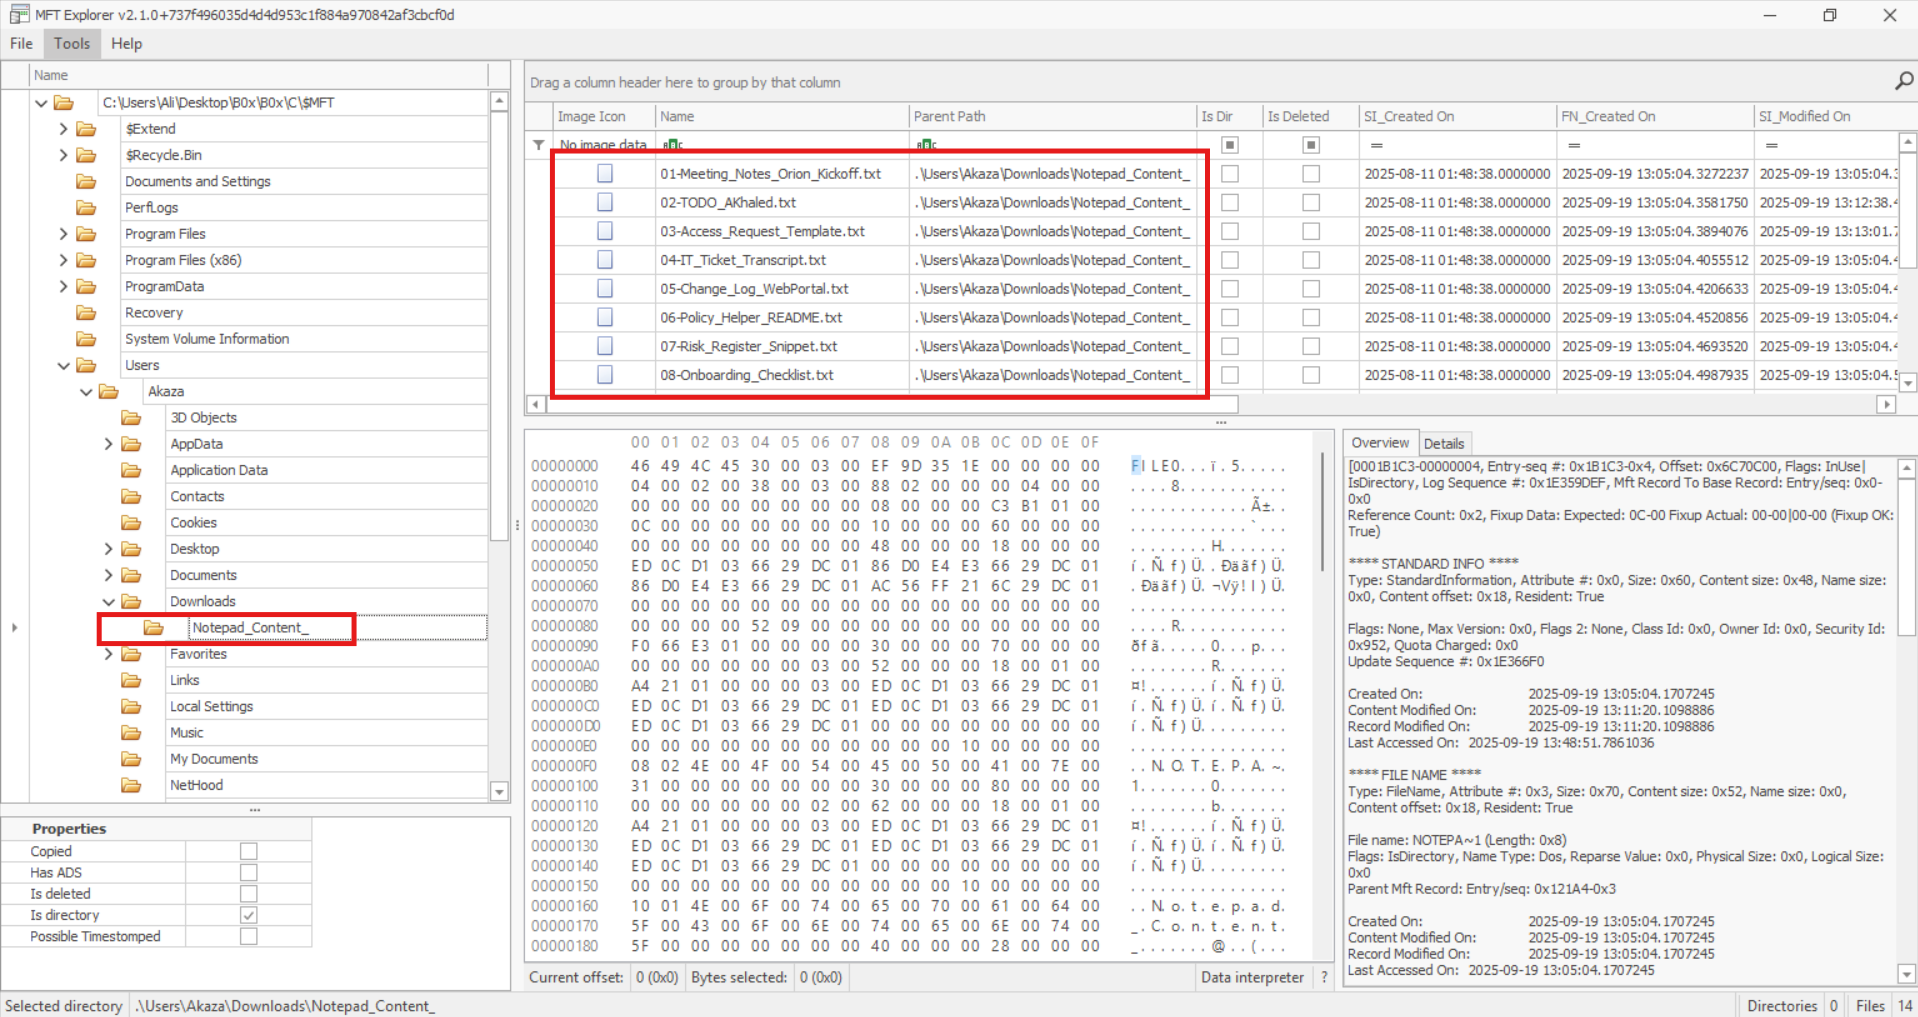 MFT Explorer v2.1.0+737f496035d4d4d953c1f884a970842af3cbcf0d
File Tools Help
Name
C:\Users\Ali\Desktop\B0x\B0x\C\$MFT
$Extend
$Recycle.Bin
Documents and Settings
PerfLogs
Program Files
Program Files (x86)
ProgramData
Recovery
System Volume Information
Users
Akaza
3D Objects
AppData
Application Data
Contacts
Cookies
Desktop
Documents
Downloads
Notepad_Content_
Favorites
Links
Local Settings
Music
My Documents
NetHood
Properties
Copied
Has ADS
Is deleted
Is directory
Possible Timestomped
Drag a column header here to group by that column
Image Icon Name Parent Path Is Dir Is Deleted SI_Created On FN_Created On SI_Modified On
No image data = = =
01-Meeting_Notes_Orion_Kickoff.txt .\Users\Akaza\Downloads\Notepad_Content_ 2025-08-11 01:48:38.0000000 2025-09-19 13:05:04.3272237 2025-09-19 13:05:04.3
02-TODO_AKhaled.txt .\Users\Akaza\Downloads\Notepad_Content_ 2025-08-11 01:48:38.0000000 2025-09-19 13:05:04.3581750 2025-09-19 13:12:38.4
03-Access_Request_Template.txt .\Users\Akaza\Downloads\Notepad_Content_ 2025-08-11 01:48:38.0000000 2025-09-19 13:05:04.3894076 2025-09-19 13:13:01.7
04-IT_Ticket_Transcript.txt .\Users\Akaza\Downloads\Notepad_Content_ 2025-08-11 01:48:38.0000000 2025-09-19 13:05:04.4055512 2025-09-19 13:05:04.4
05-Change_Log_WebPortal.txt .\Users\Akaza\Downloads\Notepad_Content_ 2025-08-11 01:48:38.0000000 2025-09-19 13:05:04.4206633 2025-09-19 13:05:04.4
06-Policy_Helper_README.txt .\Users\Akaza\Downloads\Notepad_Content_ 2025-08-11 01:48:38.0000000 2025-09-19 13:05:04.4520856 2025-09-19 13:05:04.4
07-Risk_Register_Snippet.txt .\Users\Akaza\Downloads\Notepad_Content_ 2025-08-11 01:48:38.0000000 2025-09-19 13:05:04.4693520 2025-09-19 13:05:04.4
08-Onboarding_Checklist.txt .\Users\Akaza\Downloads\Notepad_Content_ 2025-08-11 01:48:38.0000000 2025-09-19 13:05:04.4987935 2025-09-19 13:05:04.5
00 01 02 03 04 05 06 07 08 09 0A 0B 0C 0D 0E 0F
00000000 46 49 4C 45 30 00 03 00 EF 9D 35 1E 00 00 00 00 FILE0...ï.5.....
00000010 04 00 02 00 38 00 03 00 88 02 00 00 00 04 00 00 ....8...........
00000020 00 00 00 00 00 00 00 00 08 00 00 00 C3 B1 01 00 ............Ã±..
00000030 0C 00 00 00 00 00 00 00 10 00 00 00 60 00 00 00 ............`...
00000040 00 00 00 00 00 00 00 00 48 00 00 00 18 00 00 00 ........H.......
00000050 ED 0C D1 03 66 29 DC 01 86 D0 E4 E3 66 29 DC 01 í.Ñ.f)Ü..Ðäãf)Ü.
00000060 86 D0 E4 E3 66 29 DC 01 AC 56 FF 21 6C 29 DC 01 .Ðäãf)Ü.¬Vÿ!l)Ü.
00000070 00 00 00 00 00 00 00 00 00 00 00 00 00 00 00 00 ................
00000080 00 00 00 00 52 09 00 00 00 00 00 00 00 00 00 00 ....R...........
00000090 F0 66 E3 01 00 00 00 00 30 00 00 00 70 00 00 00 ðfã.....0...p...
000000A0 00 00 00 00 00 00 03 00 52 00 00 00 18 00 01 00 ........R.......
000000B0 A4 21 01 00 00 00 03 00 ED 0C D1 03 66 29 DC 01 ¤!......í.Ñ.f)Ü.
000000C0 ED 0C D1 03 66 29 DC 01 ED 0C D1 03 66 29 DC 01 í.Ñ.f)Ü.í.Ñ.f)Ü.
000000D0 ED 0C D1 03 66 29 DC 01 00 00 00 00 00 00 00 00 í.Ñ.f)Ü.........
000000E0 00 00 00 00 00 00 00 00 00 00 00 10 00 00 00 00 ................
000000F0 08 02 4E 00 4F 00 54 00 45 00 50 00 41 00 7E 00 ..N.O.T.E.P.A.~.
00000100 31 00 00 00 00 00 00 00 30 00 00 00 80 00 00 00 1.......0.......
00000110 00 00 00 00 00 00 02 00 62 00 00 00 18 00 01 00 ........b.......
00000120 A4 21 01 00 00 00 03 00 ED 0C D1 03 66 29 DC 01 ¤!......í.Ñ.f)Ü.
00000130 ED 0C D1 03 66 29 DC 01 ED 0C D1 03 66 29 DC 01 í.Ñ.f)Ü.í.Ñ.f)Ü.
00000140 ED 0C D1 03 66 29 DC 01 00 00 00 00 00 00 00 00 í.Ñ.f)Ü.........
00000150 00 00 00 00 00 00 00 00 00 00 00 10 00 00 00 00 ................
00000160 10 01 4E 00 6F 00 74 00 65 00 70 00 61 00 64 00 ..N.o.t.e.p.a.d.
00000170 5F 00 43 00 6F 00 6E 00 74 00 65 00 6E 00 74 00 _.C.o.n.t.e.n.t.
00000180 5F 00 00 00 00 00 00 00 40 00 00 00 28 00 00 00 _.......@...(...
Current offset: 0 (0x0) Bytes selected: 0 (0x0) Data interpreter ?
Overview Details
[0001B1C3-00000004, Entry-seq #: 0x1B1C3-0x4, Offset: 0x6C70C00, Flags: InUse|
IsDirectory, Log Sequence #: 0x1E359DEF, Mft Record To Base Record: Entry/seq: 0x0-
0x0
Reference Count: 0x2, Fixup Data: Expected: 0C-00 Fixup Actual: 00-00|00-00 (Fixup OK:
True)
**** STANDARD INFO ****
Type: StandardInformation, Attribute #: 0x0, Size: 0x60, Content size: 0x48, Name size:
0x0, Content offset: 0x18, Resident: True
Flags: None, Max Version: 0x0, Flags 2: None, Class Id: 0x0, Owner Id: 0x0, Security Id:
0x952, Quota Charged: 0x0
Update Sequence #: 0x1E366F0
Created On: 2025-09-19 13:05:04.1707245
Content Modified On: 2025-09-19 13:11:20.1098886
Record Modified On: 2025-09-19 13:11:20.1098886
Last Accessed On: 2025-09-19 13:48:51.7861036
**** FILE NAME ****
Type: FileName, Attribute #: 0x3, Size: 0x70, Content size: 0x52, Name size: 0x0,
Content offset: 0x18, Resident: True
File name: NOTEPA~1 (Length: 0x8)
Flags: IsDirectory, Name Type: Dos, Reparse Value: 0x0, Physical Size: 0x0, Logical Size:
0x0
Parent Mft Record: Entry/seq: 0x121A4-0x3
Created On: 2025-09-19 13:05:04.1707245
Content Modified On: 2025-09-19 13:05:04.1707245
Record Modified On: 2025-09-19 13:05:04.1707245
Last Accessed On: 2025-09-19 13:05:04.1707245
Selected directory .\Users\Akaza\Downloads\Notepad_Content_ Directories 0 Files 14